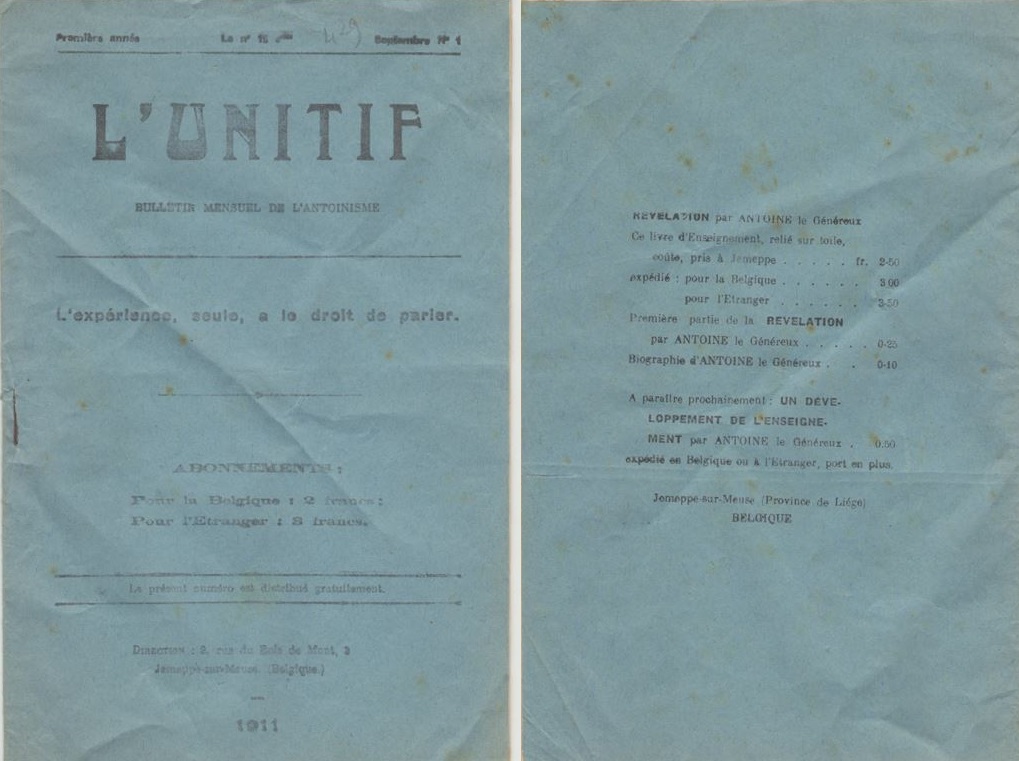 Première année
Le nº 15 cmes
Septembre Nº 1
L'UNITIF
BULLETIN MENSUEL DE L'ANTOINISME
L'expérience, seule, a le droit de parler.
ABONNEMENTS :
Pour la Belgique : 2 francs;
Pour l'Etranger : 3 francs.
Le présent numéro est distribué gratuitement.
DIRECTION : 2, rue du Bois de Mont, 2
Jemeppe-sur-Meuse (Belgique.)
1911
REVELATION par ANTOINE le Généreux
Ce livre d'Enseignement, relié sur toile,
coûte, pris à Jemeppe . . . . . fr. 2-50
expédié : pour la Belgique . . . . . . 3 00
pour l'Etranger . . . . . . 3-50
Première partie de la REVELATION
par ANTOINE le Généreux . . . . . 0-25
Biographie d'ANTOINE le Généreux . . 0-10
A paraître prochainement : UN DEVE-
LOPPEMENT DE L'ENSEIGNE-
MENT par ANTOINE le Généreux . 0.50
expédié en Belgique ou à l'Etranger, port en plus.
Jemeppe-sur-Meuse (Province de Liége)
BELGIQUE